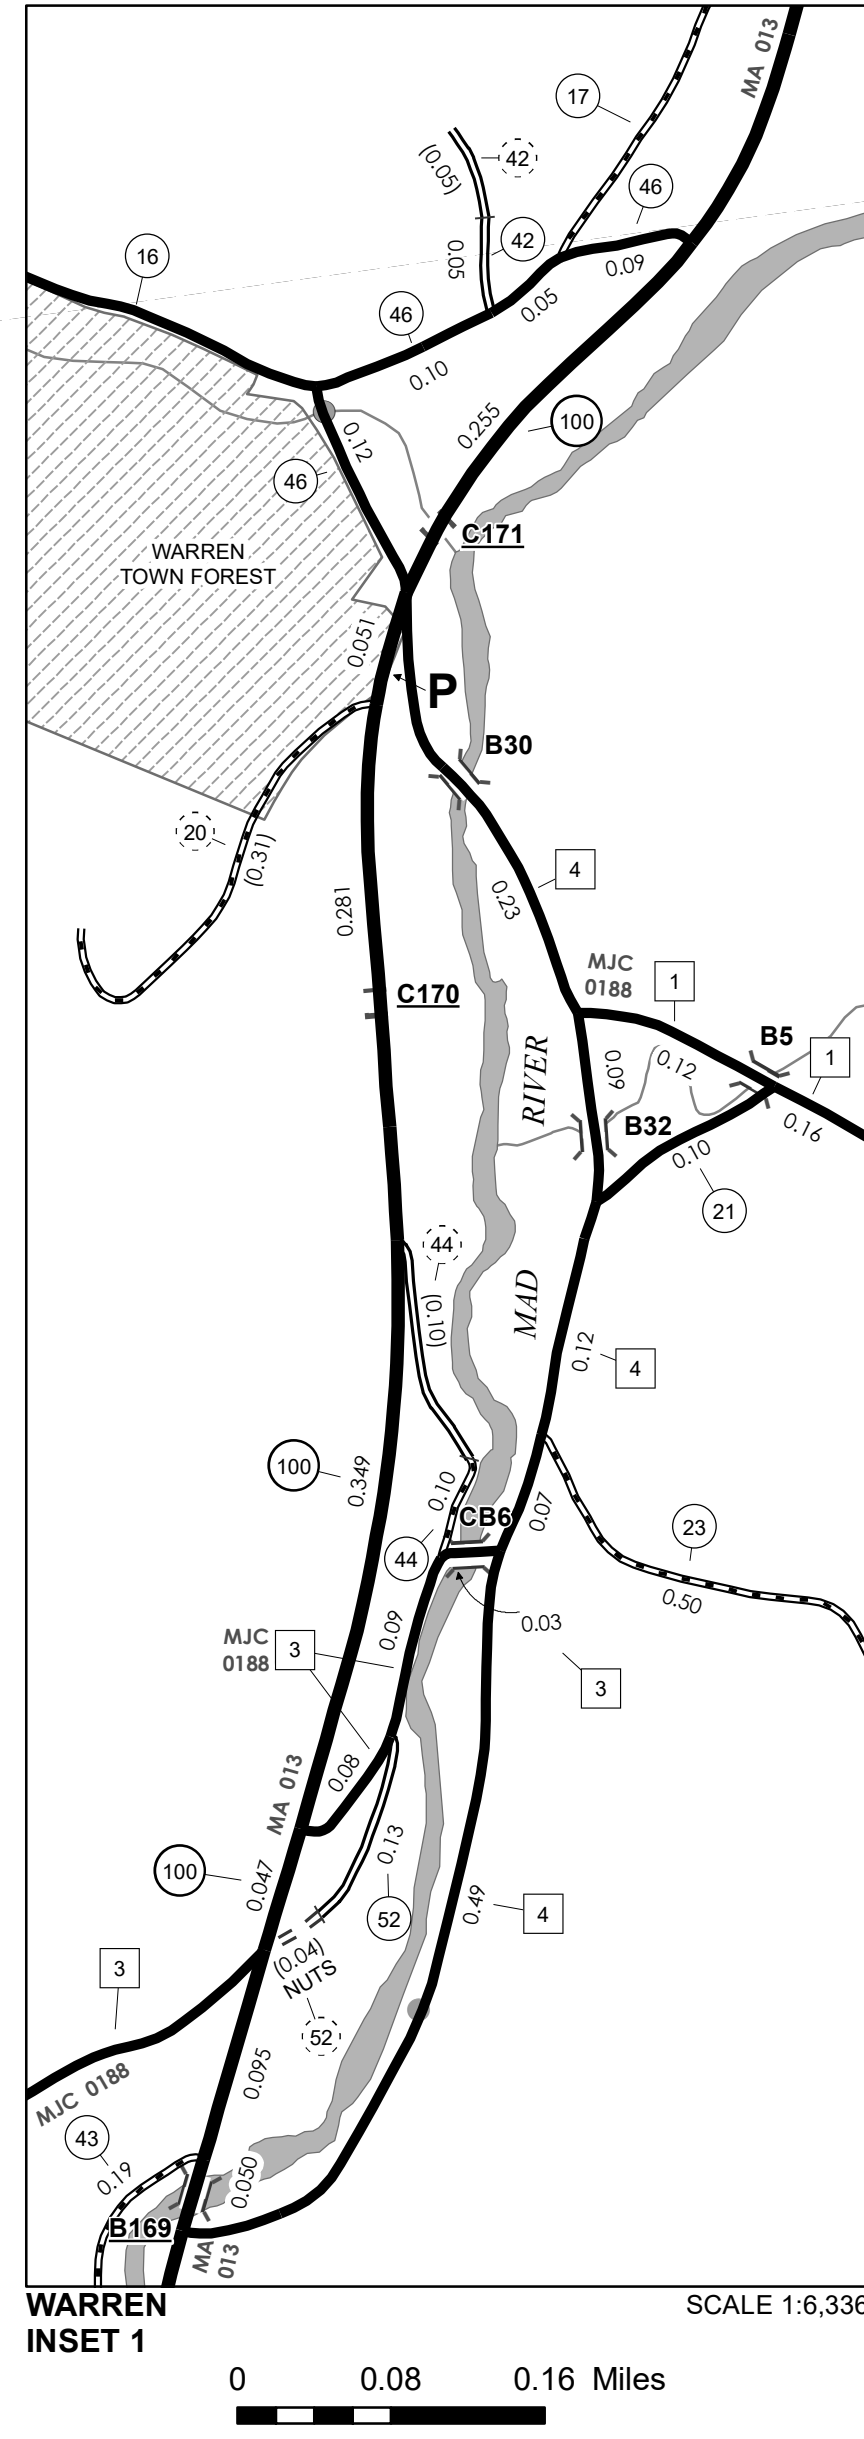 MA 013
17
42
(0.05)
46
42
16
0.05
0.09
46
0.05
0.10
0.255
100
0.12
46
C171
WARREN
TOWN FOREST
0.051
P
B30
20
(0.31)
4
0.23
0.281
MJC
0188
1
C170
B5
1
0.09
0.12
RIVER
B32
0.16
0.10
21
44
(0.10)
MAD
0.12
4
100
0.349
0.10
CB6
0.07
44
23
0.50
0.09
0.03
MJC
0188
3
3
0.08
MA 013
0.13
100
0.047
52
0.49
4
(0.04)
NUTS
3
52
0.095
MJC 0188
43
0.19
0.050
B169
MA
013
WARREN
INSET 1
SCALE 1:6,336
0 0.08 0.16 Miles